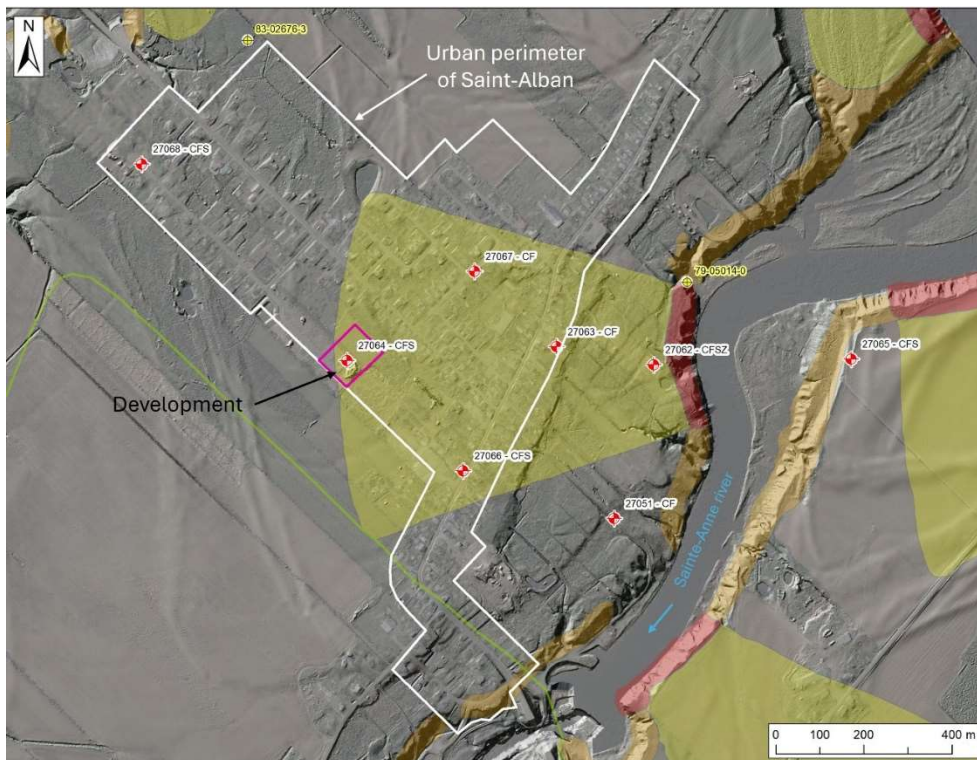 N
83-02676-3
Urban perimeter
of Saint-Alban
27068 - CFS
27067 - CF
79-05014-0
27063 - CF
27064 - CFS
27062 - CFSZ
27065 - CFS
Development
27066 - CFS
27051 - CF
Sainte-Anne river
0 100 200 400 m